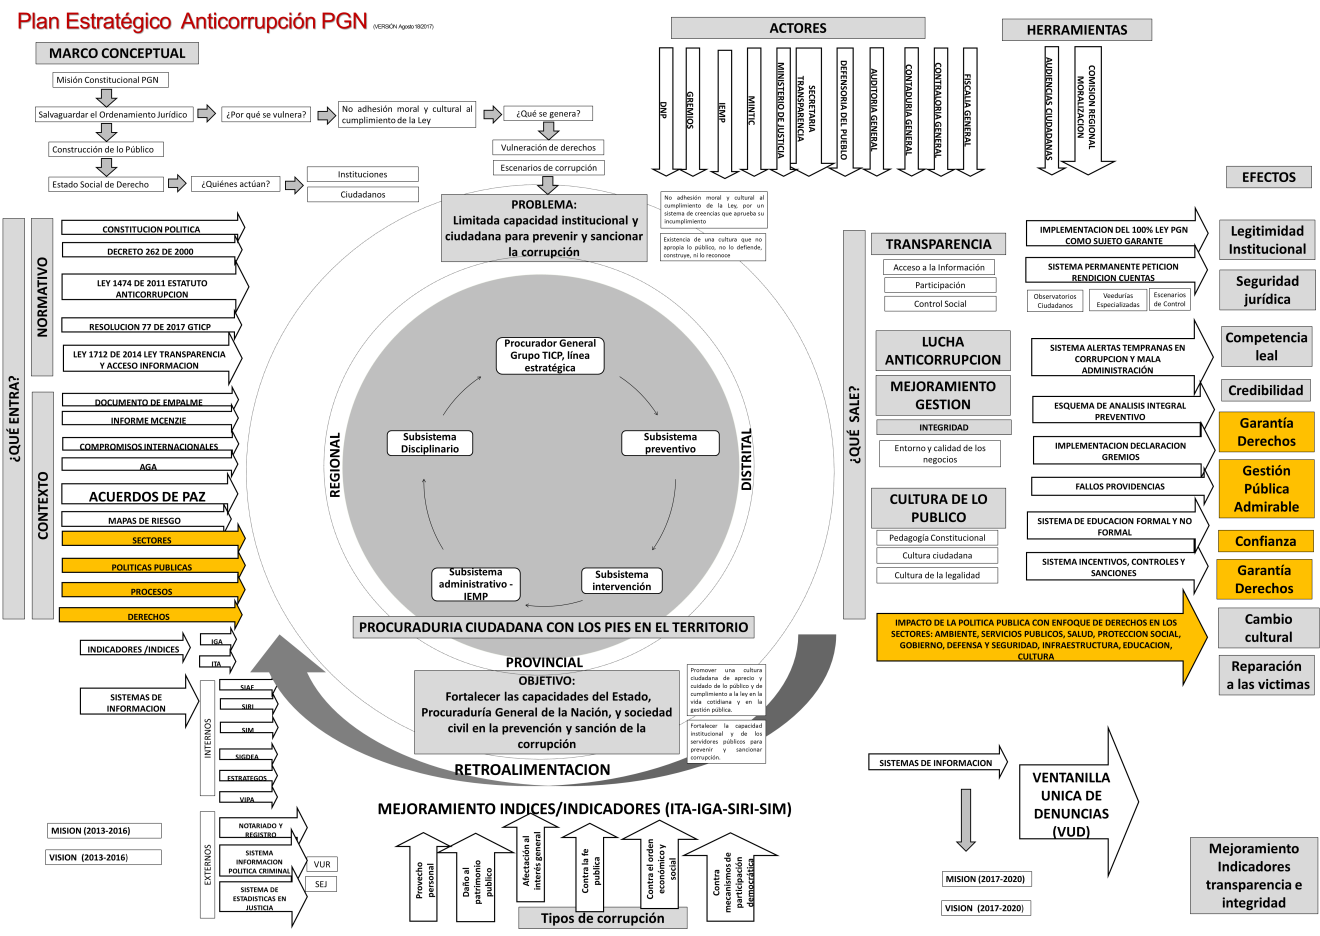 Plan Estratégico  Anticorrupción PGN (VERSIÓN Agosto 18/2017)
MARCO CONCEPTUAL
Misión Constitucional PGN
Salvaguardar el Ordenamiento Jurídico
¿Por qué se vulnera?
No adhesión moral y cultural al
cumplimiento de la Ley
¿Qué se genera?
Construcción de lo Público
Vulneración de derechos
Escenarios de corrupción
Estado Social de Derecho
¿Quiénes actúan?
Instituciones
Ciudadanos
ACTORES
DNP
GREMIOS
IEMP
MINTIC
MINISTERIO DE JUSTICIA
SECRETARIA
TRANSPARENCIA
DEFENSORIA DEL PUEBLO
AUDITORIA GENERAL
CONTADURIA GENERAL
CONTRALORIA GENERAL
FISCALIA GENERAL
HERRAMIENTAS
AUDIENCIAS CIUDADANAS
COMISION REGIONAL
MORALIZACION
¿QUÉ ENTRA?
NORMATIVO
CONSTITUCION POLITICA
DECRETO 262 DE 2000
LEY 1474 DE 2011 ESTATUTO
ANTICORRUPCION
RESOLUCION 77 DE 2017 GTICP
LEY 1712 DE 2014 LEY TRANSPARENCIA
Y ACCESO INFORMACION
CONTEXTO
DOCUMENTO DE EMPALME
INFORME MCENZIE
COMPROMISOS INTERNACIONALES
AGA
ACUERDOS DE PAZ
MAPAS DE RIESGO
SECTORES
POLITICAS PUBLICAS
PROCESOS
DERECHOS
INDICADORES /INDICES
IGA
ITA
SISTEMAS DE
INFORMACION
INTERNOS
SIAF
SIRI
SIM
SIGDEA
ESTRATEGOS
VIPA
EXTERNOS
NOTARIADO Y
REGISTRO
SISTEMA
INFORMACION
POLITICA CRIMINAL
SISTEMA DE
ESTADISTICAS EN
JUSTICIA
VUR
SEJ
MISION (2013-2016)
VISION (2013-2016)
PROBLEMA:
Limitada capacidad institucional y
ciudadana para prevenir y sancionar
la corrupción
No adhesión moral y cultural al
cumplimiento de la Ley, por un
sistema de creencias que aprueba su
incumplimiento
Existencia de una cultura que no
apropia lo público, no lo defiende,
construye, ni lo reconoce
REGIONAL
DISTRITAL
Procurador General
Grupo TICP, línea
estratégica
Subsistema
Disciplinario
Subsistema
preventivo
Subsistema
administrativo -
IEMP
Subsistema
intervención
PROCURADURIA CIUDADANA CON LOS PIES EN EL TERRITORIO
PROVINCIAL
OBJETIVO:
Fortalecer las capacidades del Estado,
Procuraduría General de la Nación, y sociedad
civil en la prevención y sanción de la
corrupción
Promover una cultura
ciudadana de aprecio y
cuidado de lo público y de
cumplimiento a la ley en la
vida cotidiana y en la
gestión pública.
Fortalecer la capacidad
institucional y de los
servidores públicos para
prevenir y sancionar
corrupción.
RETROALIMENTACION
MEJORAMIENTO INDICES/INDICADORES (ITA-IGA-SIRI-SIM)
Provecho
personal
Daño al
patrimonio
publico
Afectación al
interés general
Contra la fe
publica
Contra el orden
económico y
social
Contra
mecanismos de
participación
democrática
Tipos de corrupción
¿QUÉ  SALE?
TRANSPARENCIA
Acceso a la Información
Participación
Control Social
LUCHA
ANTICORRUPCION
MEJORAMIENTO
GESTION
INTEGRIDAD
Entorno y calidad de los
negocios
CULTURA DE LO
PUBLICO
Pedagogía Constitucional
Cultura ciudadana
Cultura de la legalidad
IMPLEMENTACION DEL 100% LEY PGN
COMO SUJETO GARANTE
SISTEMA PERMANENTE PETICION
RENDICION CUENTAS
Observatorios
Ciudadanos
Veedurías
Especializadas
Escenarios
de Control
SISTEMA ALERTAS TEMPRANAS EN
CORRUPCION Y MALA
ADMINISTRACIÓN
ESQUEMA DE ANALISIS INTEGRAL
PREVENTIVO
IMPLEMENTACION DECLARACION
GREMIOS
FALLOS PROVIDENCIAS
SISTEMA DE EDUCACION FORMAL Y NO
FORMAL
SISTEMA INCENTIVOS, CONTROLES Y
SANCIONES
IMPACTO DE LA POLITICA PUBLICA CON ENFOQUE DE DERECHOS EN LOS
SECTORES: AMBIENTE, SERVICIOS PUBLICOS, SALUD, PROTECCION SOCIAL,
GOBIERNO, DEFENSA Y SEGURIDAD, INFRAESTRUCTURA, EDUCACION,
CULTURA
EFECTOS
Legitimidad
Institucional
Seguridad
jurídica
Competencia
leal
Credibilidad
Garantía
Derechos
Gestión
Pública
Admirable
Confianza
Garantía
Derechos
Cambio
cultural
Reparación
a las victimas
SISTEMAS DE INFORMACION
VENTANILLA
UNICA DE
DENUNCIAS
(VUD)
MISION (2017-2020)
VISION (2017-2020)
Mejoramiento
Indicadores
transparencia e
integridad